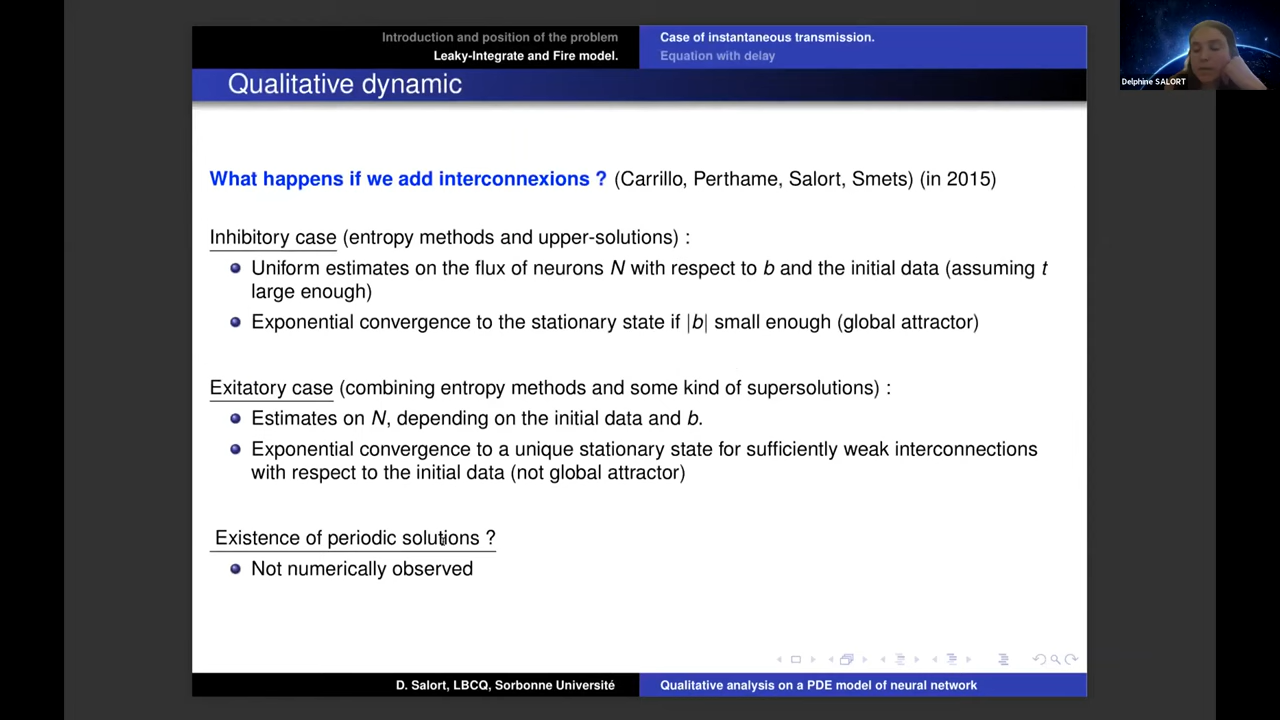 Introduction and position of the problem
Leaky-Integrate and Fire model.
Case of instantaneous transmission.
Equation with delay
Delphine SALORT
Qualitative dynamic
What happens if we add interconnexions ? (Carrillo, Perthame, Salort, Smets) (in 2015)
Inhibitory case (entropy methods and upper-solutions) :
Uniform estimates on the flux of neurons N with respect to b and the initial data (assuming t
large enough)
Exponential convergence to the stationary state if |b| small enough (global attractor)
Exitatory case (combining entropy methods and some kind of supersolutions) :
Estimates on N, depending on the initial data and b.
Exponential convergence to a unique stationary state for sufficiently weak interconnections
with respect to the initial data (not global attractor)
Existence of periodic solutions ?
Not numerically observed
D. Salort, LBCQ, Sorbonne Université
Qualitative analysis on a PDE model of neural network